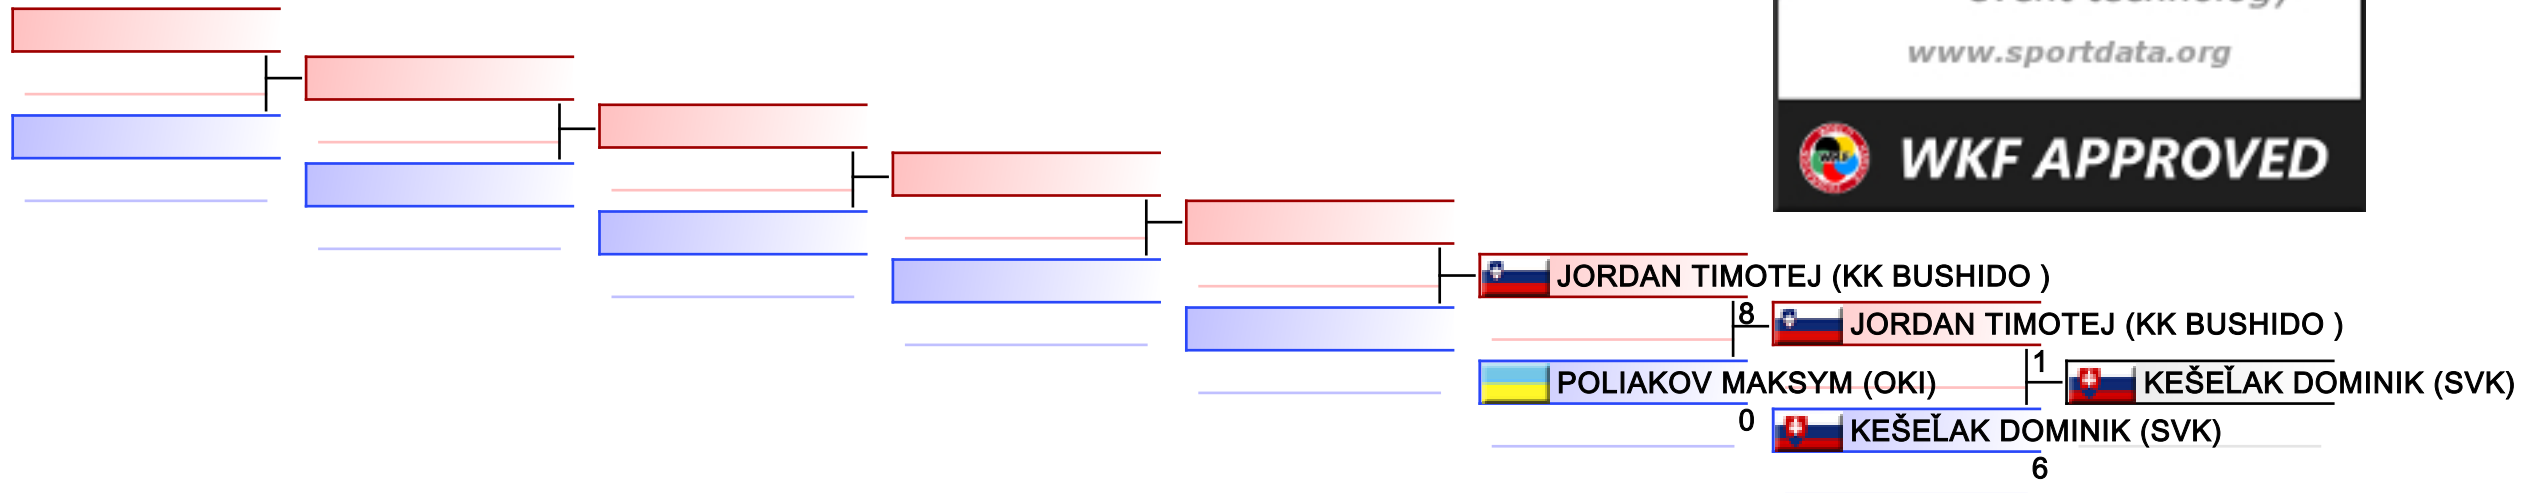 www.sportdata.org
WKF APPROVED
JORDAN TIMOTEJ (KK BUSHIDO )
8
JORDAN TIMOTEJ (KK BUSHIDO )
1
POLIAKOV MAKSYM (OKI)
KEŠEĽAK DOMINIK (SVK)
0
KEŠEĽAK DOMINIK (SVK)
6